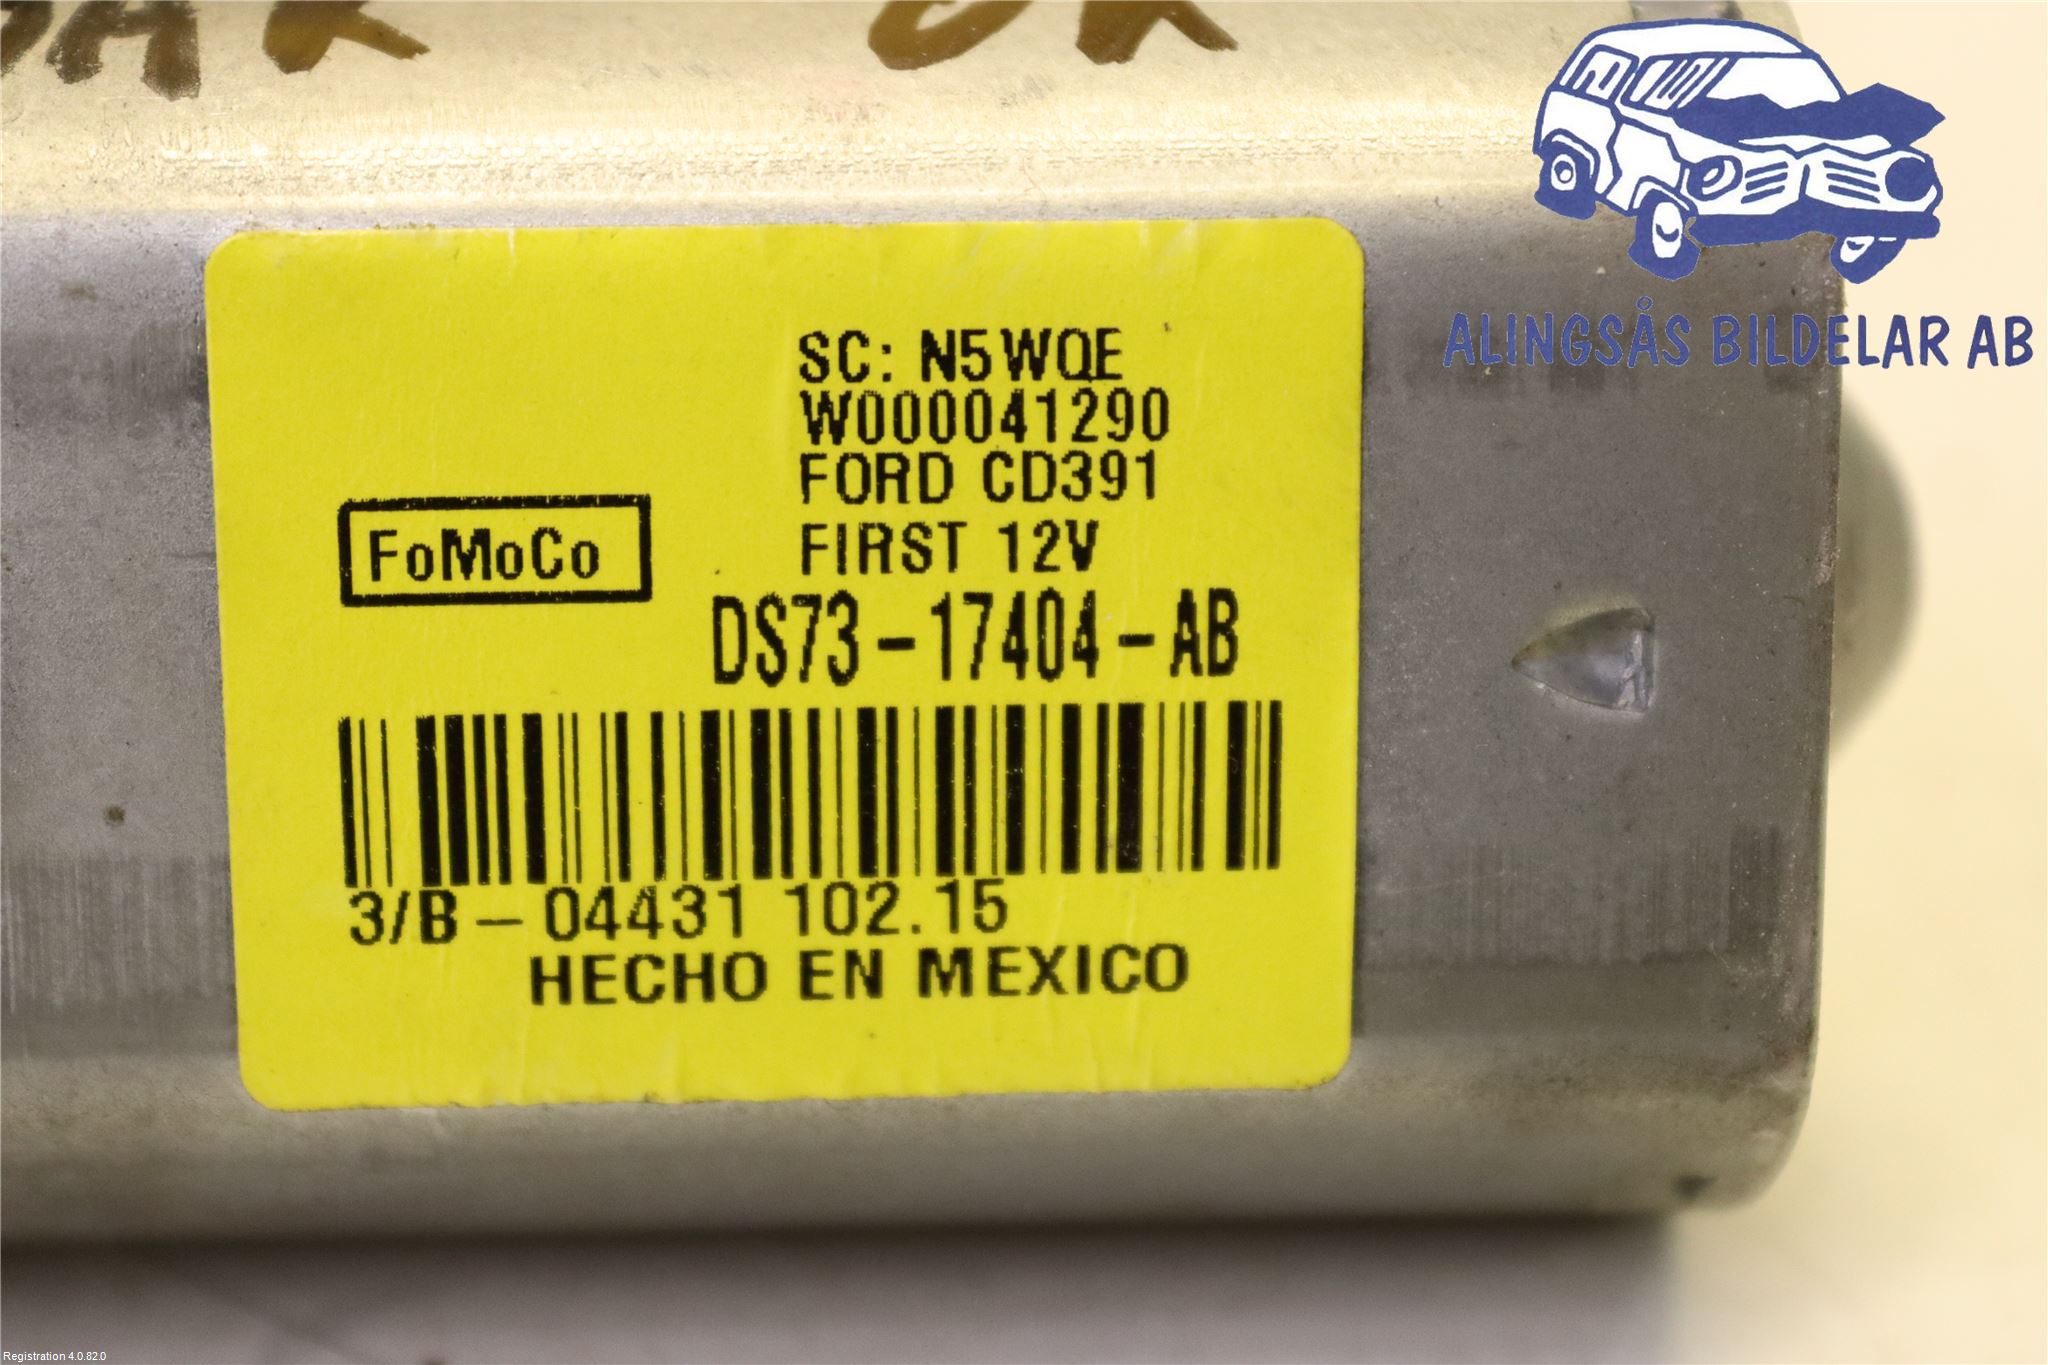 ALINGSÅS BILDELAR AB
SC: N5WQE
W000041290
FORD CD391
FoMoCo
FIRST 12V
DS73-17404-AB
3/B-04431 102.15
HECHO EN MEXICO
Registration 4.0.82.0